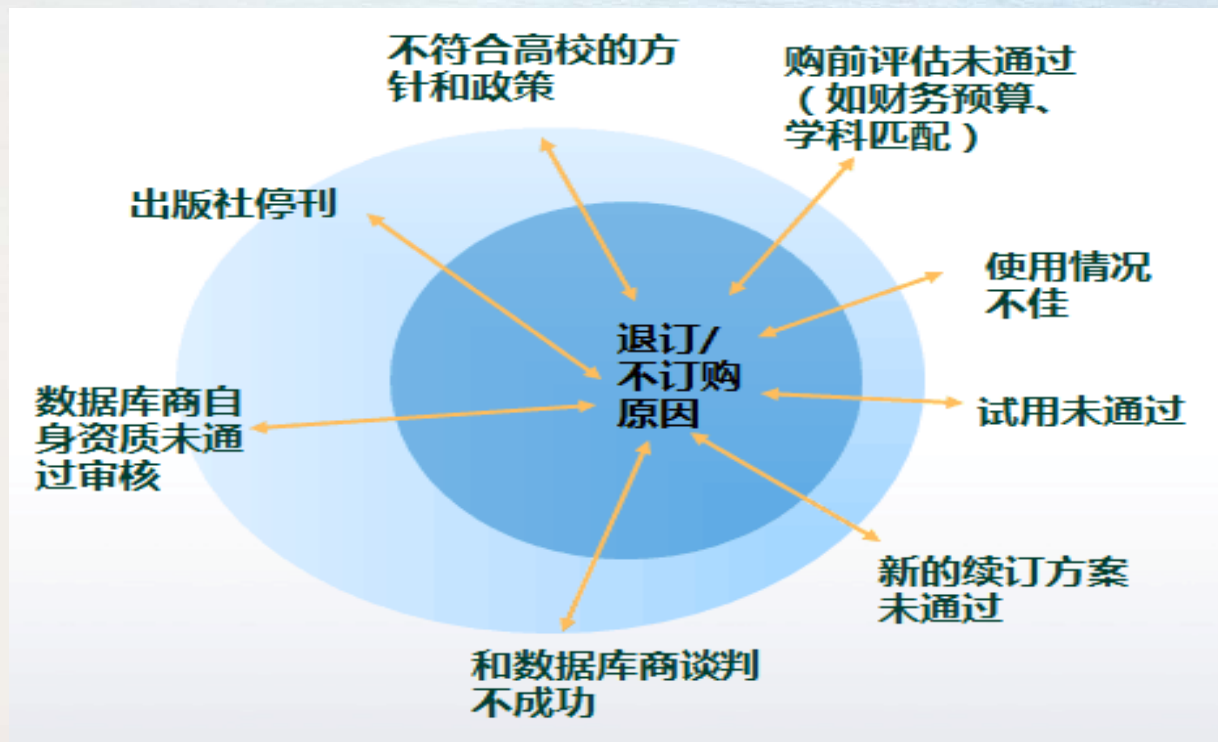 不符合高校的方
针和政策
购前评估未通过
（如财务预算、
学科匹配）
出版社停刊
使用情况
不佳
退订/
不订购
原因
数据库商自
身资质未通
过审核
试用未通过
新的续订方案
未通过
和数据库商谈判
不成功